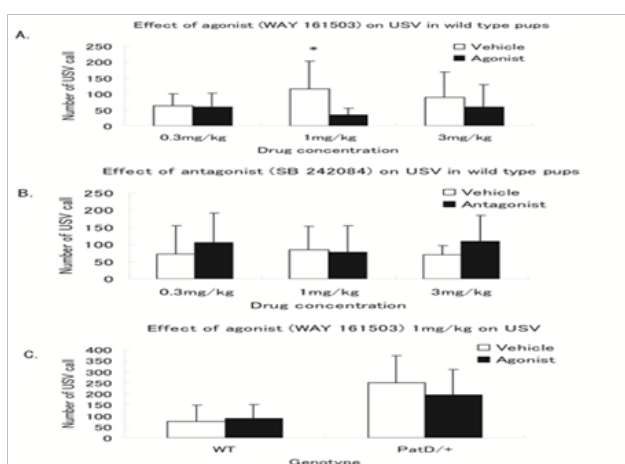 A.
Effect of agonist (WAY 161503) on USV in wild type pups
Number of USV call
250
200
150
100
50
0
*
Vehicle
Agonist
0.3mg/kg 1mg/kg 3mg/kg
Drug concentration
B.
Effect of antagonist (SB 242084) on USV in wild type pups
Number of USV call
250
200
150
100
50
0
Vehicle
Antagonist
0.3mg/kg 1mg/kg 3mg/kg
Drug concentration
C.
Effect of agonist (WAY 161503) 1mg/kg on USV
Number of USV call
400
350
300
250
200
150
100
50
0
Vehicle
Agonist
WT PatD/+
Genotype